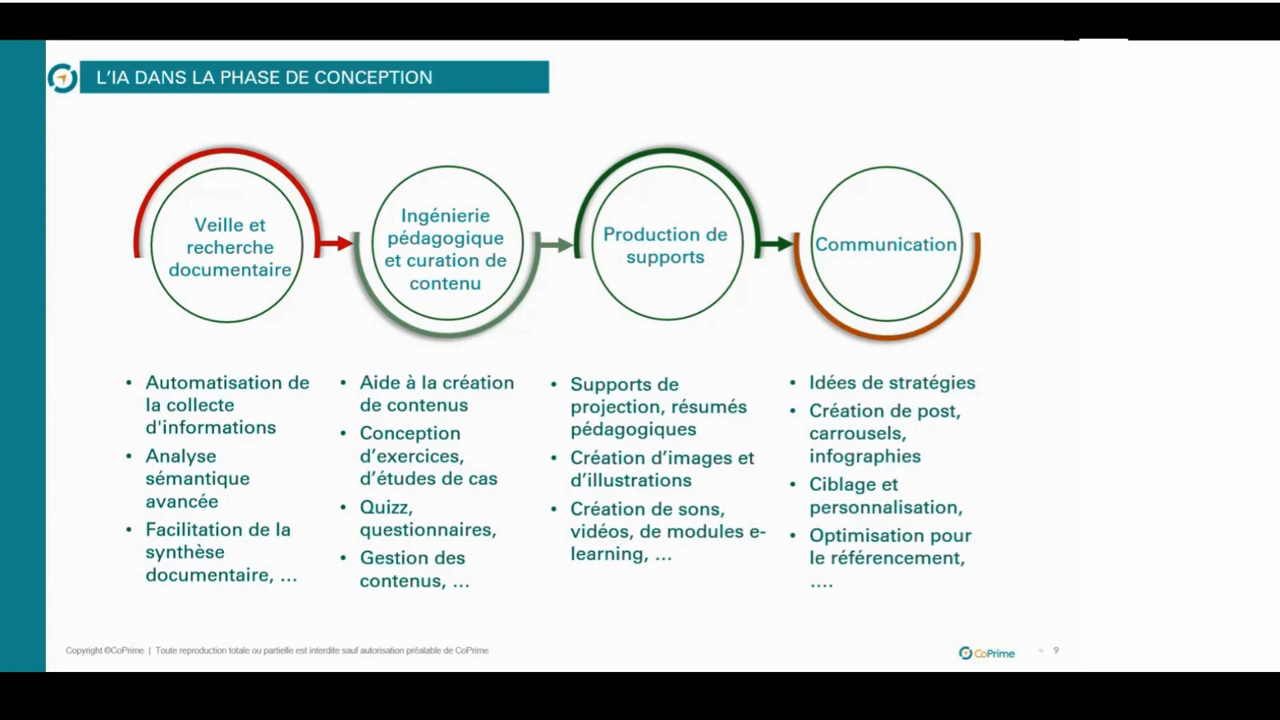 L'IA DANS LA PHASE DE CONCEPTION
Veille et
recherche
documentaire
Ingénierie
pédagogique
et curation de
contenu
Production de
supports
Communication
• Automatisation de
la collecte
d'informations
• Analyse
sémantique
avancée
• Facilitation de la
synthèse
documentaire, ...
• Aide à la création
de contenus
• Conception
d'exercices,
d'études de cas
• Quizz,
questionnaires,
• Gestion des
contenus, ...
• Supports de
projection, résumés
pédagogiques
• Création d'images et
d'illustrations
• Création de sons,
vidéos, de modules e-
learning, ...
• Idées de stratégies
• Création de post,
carrousels,
infographies
• Ciblage et
personnalisation,
• Optimisation pour
le référencement,
....
Copyright ©CoPrime | Toute reproduction totale ou partielle est interdite sauf autorisation préalable de CoPrime
CoPrime
9